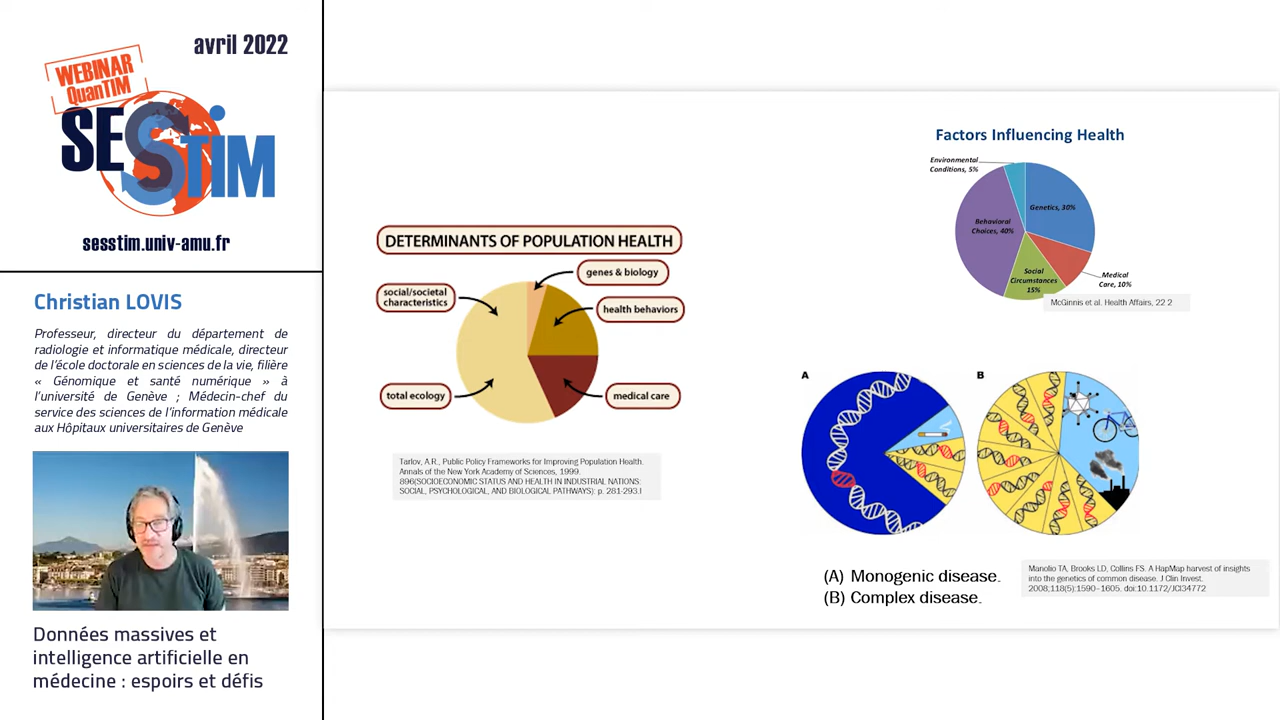 avril 2022
WEBINAR
QuanTIM
SESSTIM
sesstim.univ-amu.fr
Christian LOVIS
Professeur, directeur du département de
radiologie et informatique médicale, directeur
de l'école doctorale en sciences de la vie, filière
« Génomique et santé numérique » à
l'université de Genève ; Médecin-chef du
service des sciences de l'information médicale
aux Hôpitaux universitaires de Genève
Données massives et
intelligence artificielle en
médecine : espoirs et défis
DETERMINANTS OF POPULATION HEALTH
genes & biology
social/societal
characteristics
health behaviors
total ecology
medical care
Tarlov, A.R., Public Policy Frameworks for Improving Population Health.
Annals of the New York Academy of Sciences, 1999.
896(SOCIOECONOMIC STATUS AND HEALTH IN INDUSTRIAL NATIONS:
SOCIAL, PSYCHOLOGICAL, AND BIOLOGICAL PATHWAYS): p. 281-293.l
Factors Influencing Health
Environmental
Conditions, 5%
Genetics, 30%
Behavioral
Choices, 40%
Social
Circumstances
15%
Medical
Care, 10%
McGinnis et al. Health Affairs, 22 2
A
B
(A) Monogenic disease.
(B) Complex disease.
Manolio TA, Brooks LD, Collins FS. A HapMap harvest of insights
into the genetics of common disease. J Clin Invest.
2008;118(5):1590–1605. doi:10.1172/JCI34772